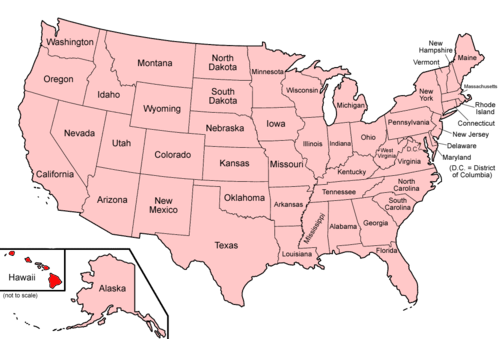 Washington
Oregon
California
Nevada
Idaho
Montana
Wyoming
Utah
Colorado
Arizona
New
Mexico
North
Dakota
South
Dakota
Nebraska
Kansas
Oklahoma
Texas
Minnesota
Iowa
Missouri
Arkansas
Louisiana
Wisconsin
Illinois
Michigan
Indiana
Ohio
Kentucky
Tennessee
Mississippi
Alabama
Georgia
Florida
South
Carolina
North
Carolina
Virginia
West
Virginia
D.C.
Pennsylvania
New
York
Vermont
New
Hampshire
Maine
Massachusetts
Rhode
Island
Connecticut
New Jersey
Delaware
Maryland
(D.C. = District
of Columbia)
Hawaii
(not to scale)
Alaska